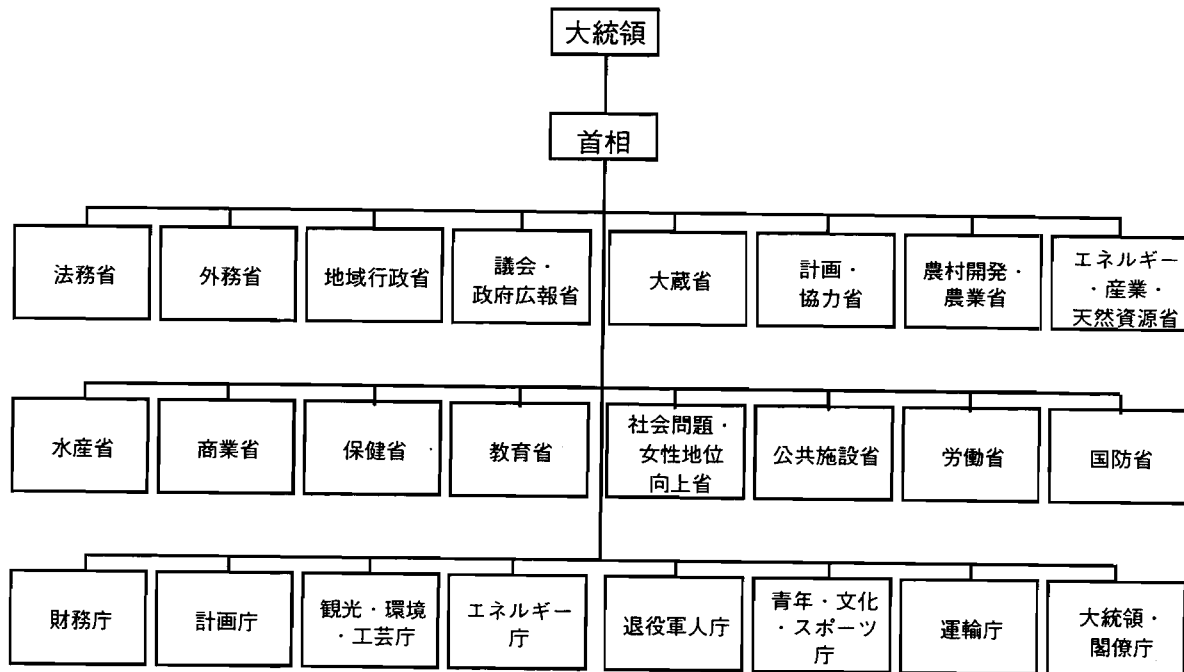 大統領
首相
法務省
外務省
地域行政省
議会・
政府広報省
大蔵省
計画・
協力省
農村開発・
農業省
エネルギー
・産業・
天然資源省
水産省
商業省
保健省
教育省
社会問題・
女性地位
向上省
公共施設省
労働省
国防省
財務庁
計画庁
観光・環境
・工芸庁
エネルギー
庁
退役軍人庁
青年・文化
・スポーツ
庁
運輸庁
大統領・
閣僚庁